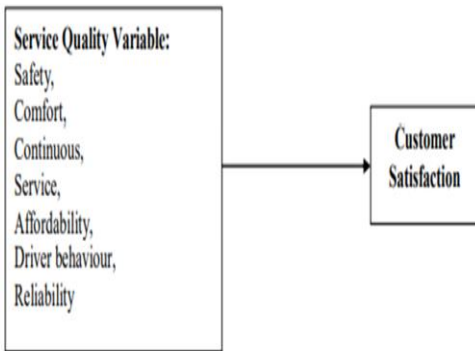 Service Quality Variable:
Safety,
Comfort,
Continuous,
Service,
Affordability,
Driver behaviour,
Reliability
Customer
Satisfaction